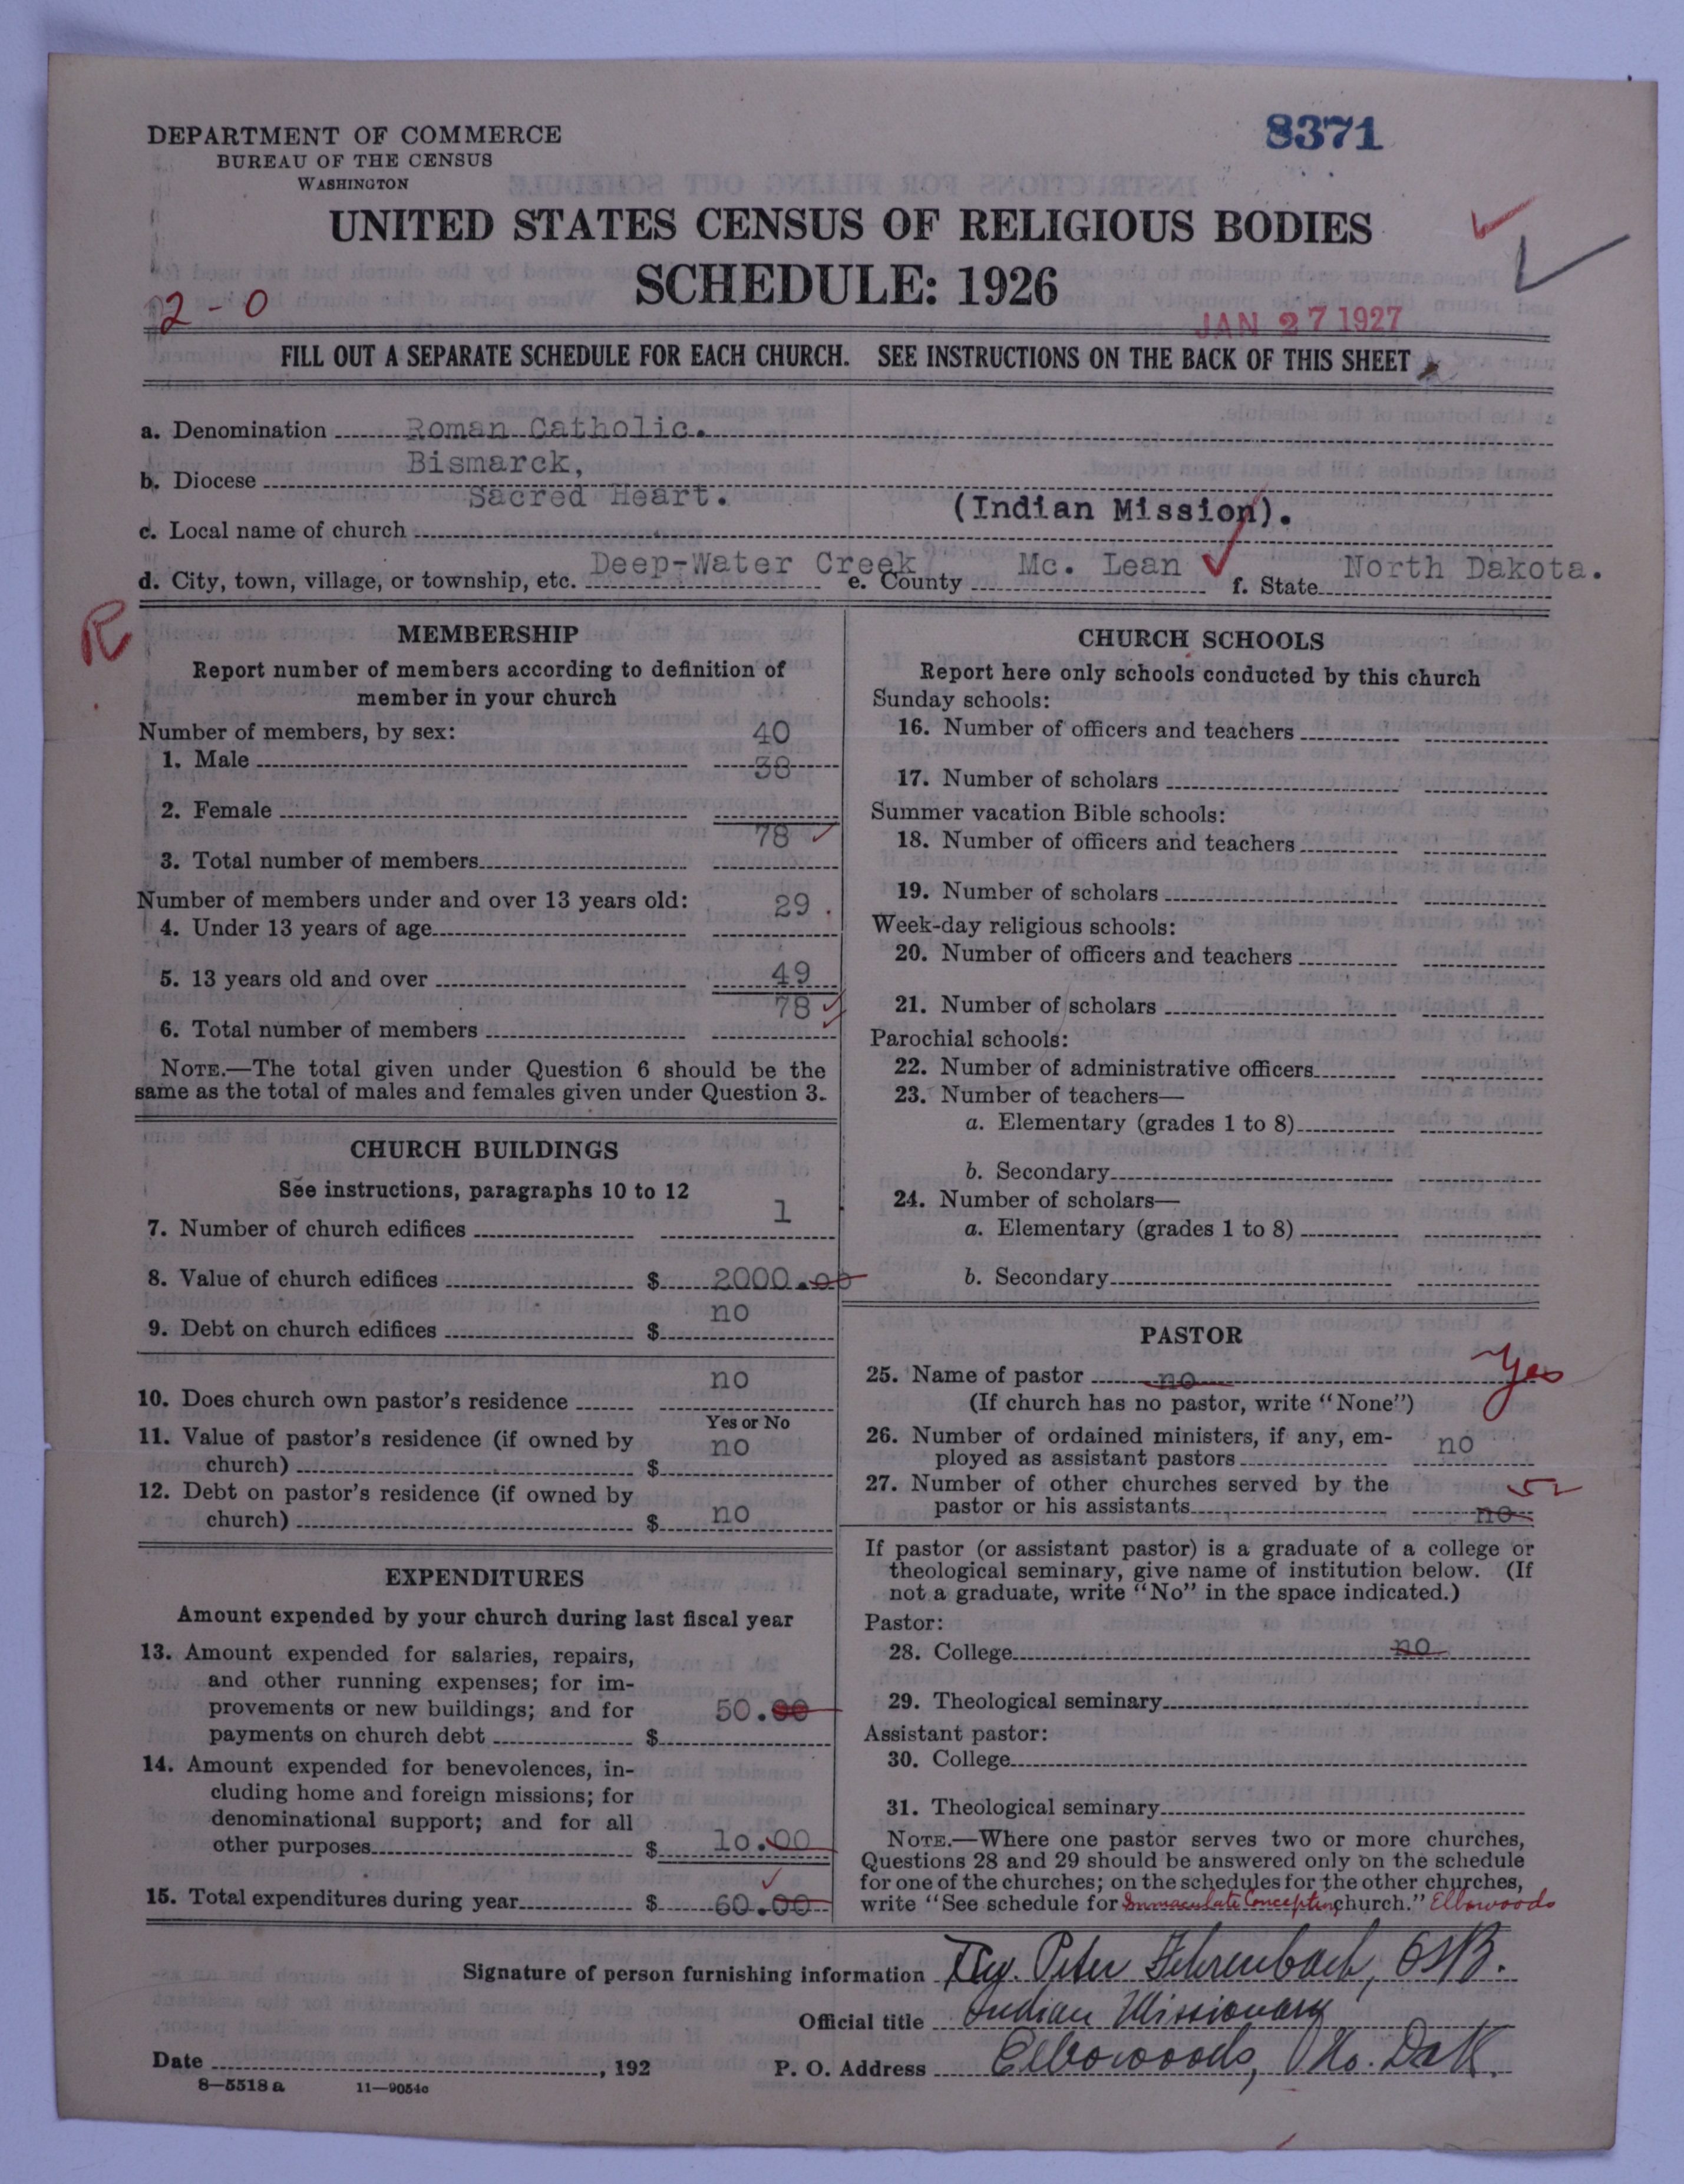 DEPARTMENT OF COMMERCE
BUREAU OF THE CENSUS
WASHINGTON
8371
UNITED STATES CENSUS OF RELIGIOUS BODIES
SCHEDULE: 1926
2-0
JAN 27 1927
FILL OUT A SEPARATE SCHEDULE FOR EACH CHURCH. SEE INSTRUCTIONS ON THE BACK OF THIS SHEET
a. Denomination Roman Catholic.
b. Diocese Bismarck,
c. Local name of church Sacred Heart. (Indian Mission).
d. City, town, village, or township, etc. Deep-Water Creek e. County Mc. Lean f. State North Dakota.
R
MEMBERSHIP
Report number of members according to definition of
member in your church
Number of members, by sex:
1. Male 40
2. Female 38
3. Total number of members 78
Number of members under and over 13 years old:
4. Under 13 years of age 29.
5. 13 years old and over 49
6. Total number of members 78
NOTE.—The total given under Question 6 should be the
same as the total of males and females given under Question 3.
CHURCH BUILDINGS
See instructions, paragraphs 10 to 12
7. Number of church edifices 1
8. Value of church edifices $ 2000.00
9. Debt on church edifices $ no
10. Does church own pastor's residence no
Yes or No
11. Value of pastor's residence (if owned by
church) $ no
12. Debt on pastor's residence (if owned by
church) $ no
EXPENDITURES
Amount expended by your church during last fiscal year
13. Amount expended for salaries, repairs,
and other running expenses; for im-
provements or new buildings; and for
payments on church debt $ 50.00
14. Amount expended for benevolences, in-
cluding home and foreign missions; for
denominational support; and for all
other purposes $ 10.00
15. Total expenditures during year $ 60.00
CHURCH SCHOOLS
Report here only schools conducted by this church
Sunday schools:
16. Number of officers and teachers
17. Number of scholars
Summer vacation Bible schools:
18. Number of officers and teachers
19. Number of scholars
Week-day religious schools:
20. Number of officers and teachers
21. Number of scholars
Parochial schools:
22. Number of administrative officers
23. Number of teachers—
a. Elementary (grades 1 to 8)
b. Secondary
24. Number of scholars—
a. Elementary (grades 1 to 8)
b. Secondary
PASTOR
25. Name of pastor no Yes
(If church has no pastor, write "None")
26. Number of ordained ministers, if any, em-
ployed as assistant pastors no
27. Number of other churches served by the
pastor or his assistants no 5
If pastor (or assistant pastor) is a graduate of a college or
theological seminary, give name of institution below. (If
not a graduate, write "No" in the space indicated.)
Pastor:
28. College no
29. Theological seminary
Assistant pastor:
30. College
31. Theological seminary
NOTE.—Where one pastor serves two or more churches,
Questions 28 and 29 should be answered only on the schedule
for one of the churches; on the schedules for the other churches,
write "See schedule for Immaculate Conception church." Elbowoods
Signature of person furnishing information Rev. Peter Fehrenbach, OSB.
Official title Indian Missionary
Date , 192 P. O. Address Elbowoods, No. Dak.
8—5518 a 11—9054c